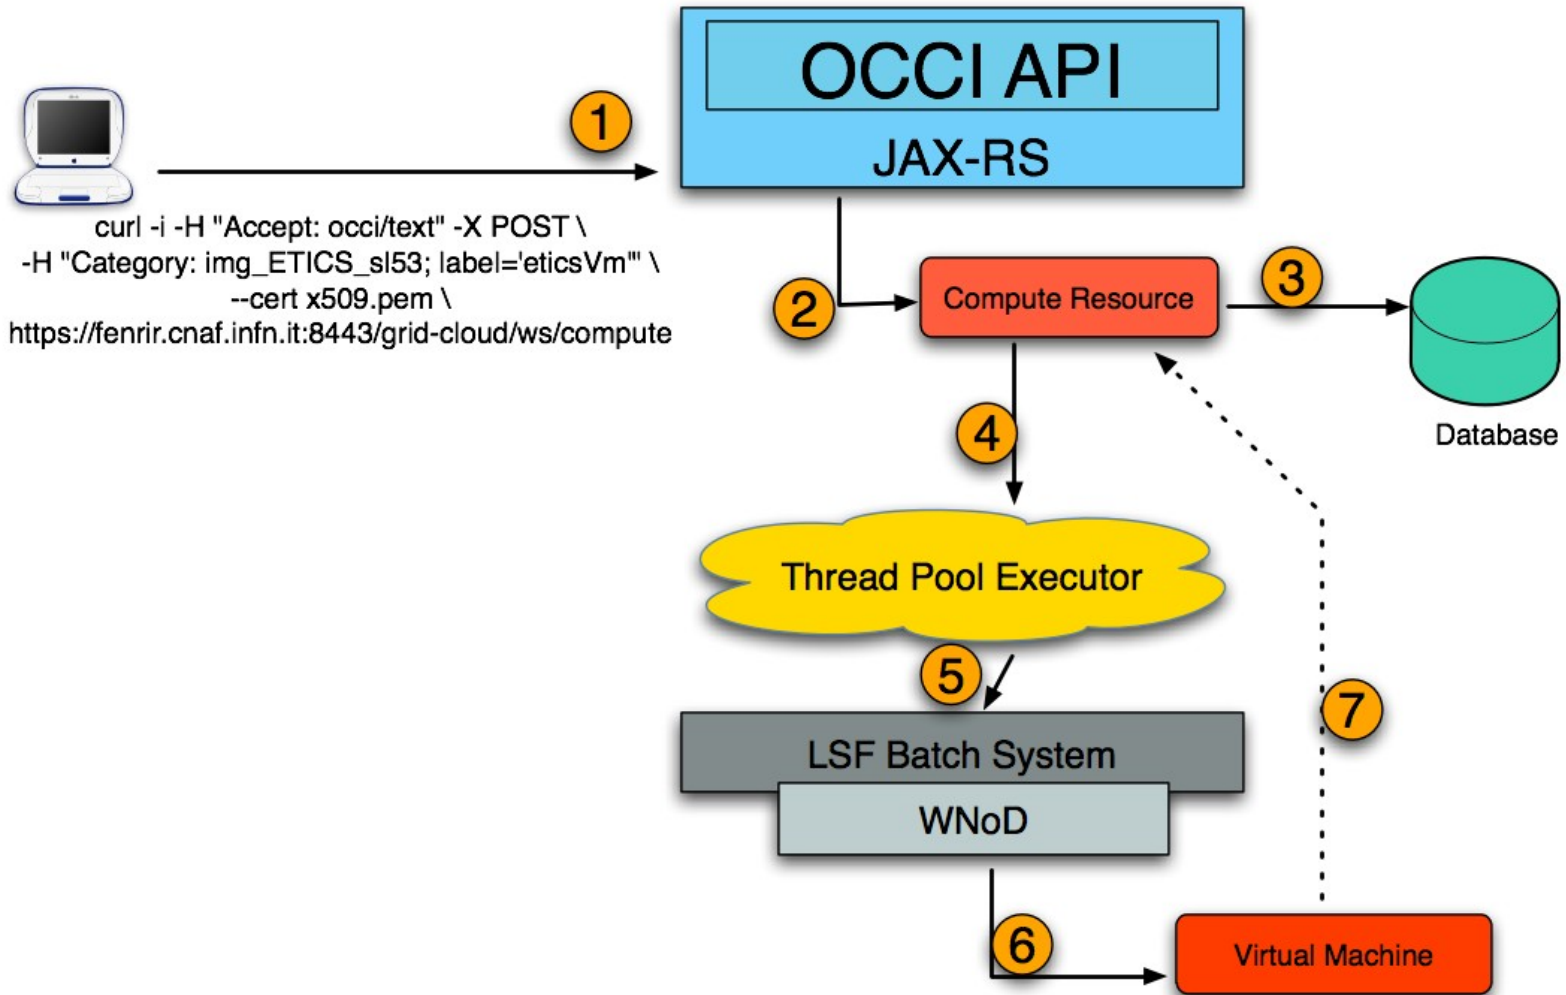 OCCI API
JAX-RS
1
curl -i -H "Accept: occi/text" -X POST \
-H "Category: img_ETICS_sl53; label='eticsVm'" \
--cert x509.pem \
https://fenrir.cnaf.infn.it:8443/grid-cloud/ws/compute
2
Compute Resource
3
Database
4
Thread Pool Executor
5
LSF Batch System
WNoD
6
Virtual Machine
7